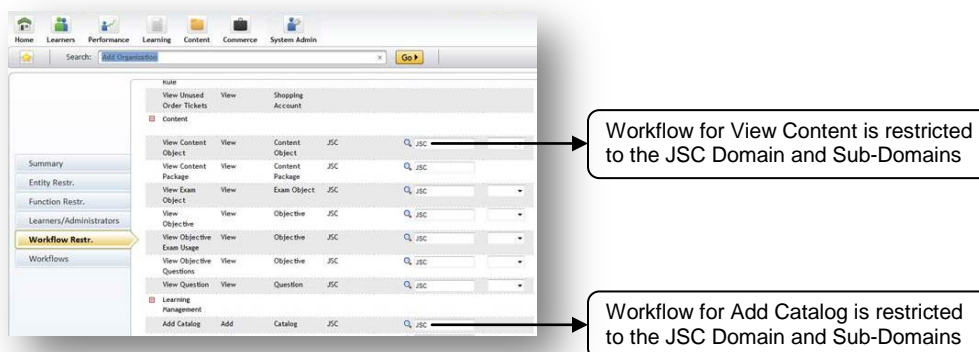 Home Learners Performance Learning Content Commerce System Admin
Search: Add Organization × Go
Rule
View Unused Order Tickets View Shopping Account
Content
View Content Object View Content Object JSC JSC
View Content Package View Content Package JSC JSC
View Exam Object View Exam Object JSC JSC
View Objective View Objective JSC JSC
View Objective Exam Usage View Objective JSC JSC
View Objective Questions View Objective JSC JSC
View Question View Question JSC JSC
Learning Management
Add Catalog Add Catalog JSC JSC
Summary
Entity Restr.
Function Restr.
Learners/Administrators
Workflow Restr.
Workflows
Workflow for View Content is restricted
to the JSC Domain and Sub-Domains
Workflow for Add Catalog is restricted
to the JSC Domain and Sub-Domains